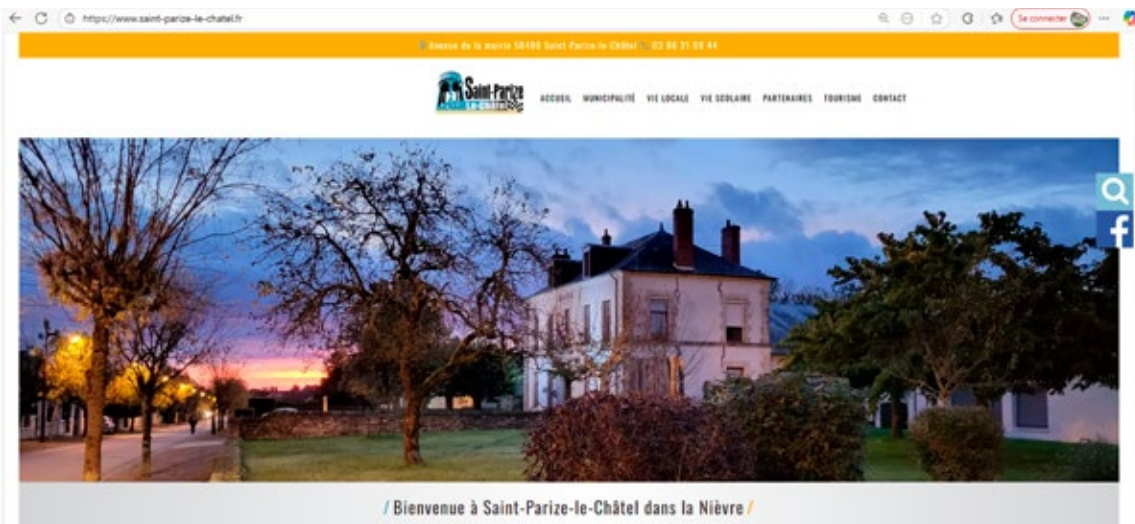 https://www.saint-parize-le-chatel.fr
Se connecter
Avenue de la mairie 58490 Saint-Parize-le-Châtel 03 86 21 08 44
Saint-Parize
ACCUEIL MUNICIPALITÉ VIE LOCALE VIE SCOLAIRE PARTENAIRES TOURISME CONTACT
/ Bienvenue à Saint-Parize-le-Châtel dans la Nièvre /